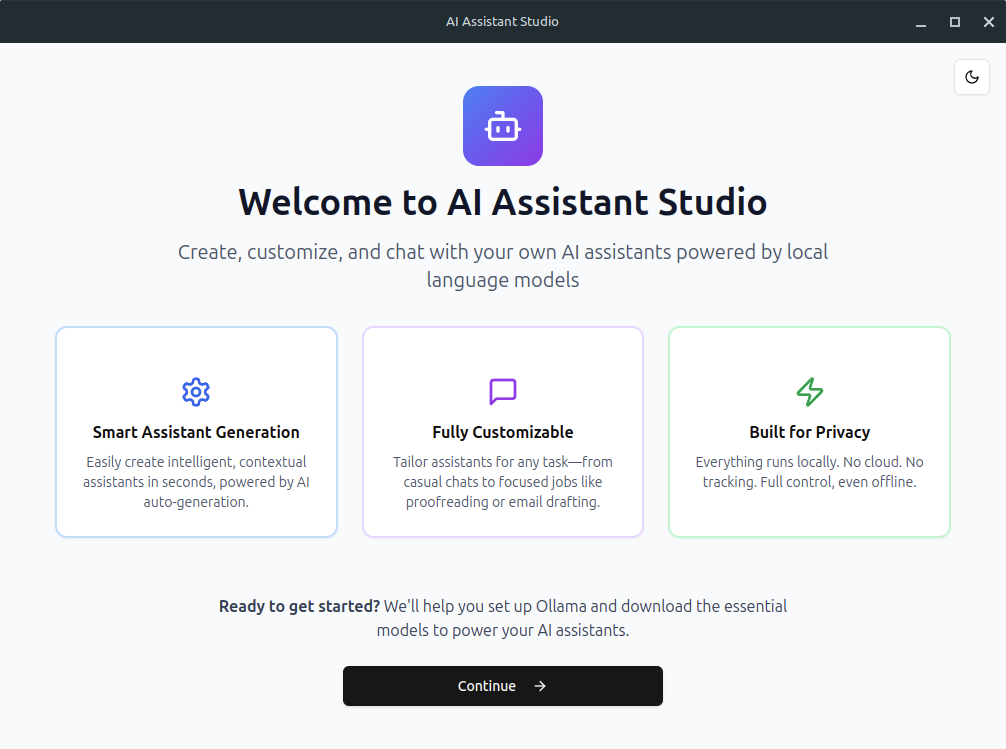 AI Assistant Studio
Welcome to AI Assistant Studio
Create, customize, and chat with your own AI assistants powered by local
language models
Smart Assistant Generation
Easily create intelligent, contextual
assistants in seconds, powered by AI
auto-generation.
Fully Customizable
Tailor assistants for any task—from
casual chats to focused jobs like
proofreading or email drafting.
Built for Privacy
Everything runs locally. No cloud. No
tracking. Full control, even offline.
Ready to get started? We'll help you set up Ollama and download the essential
models to power your AI assistants.
Continue